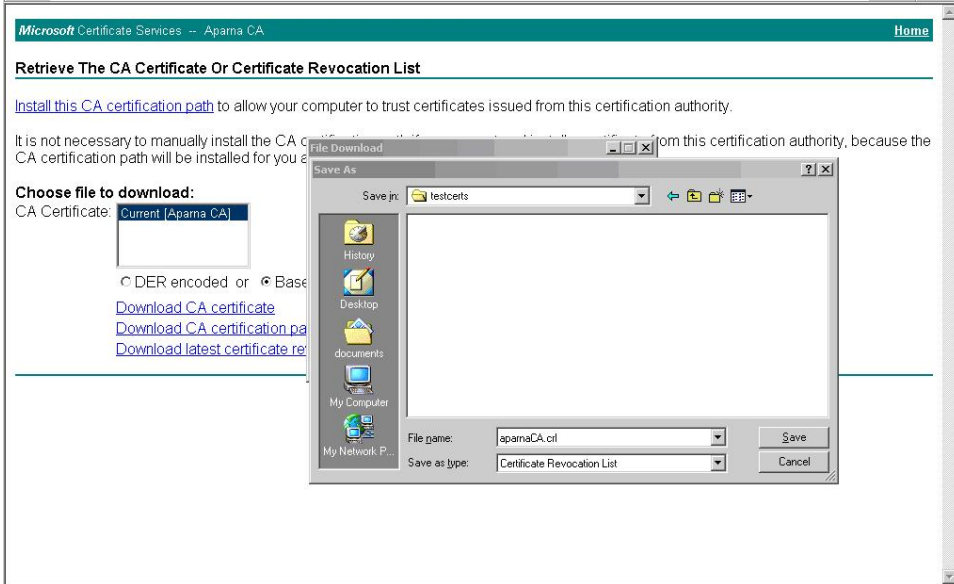 Microsoft Certificate Services -- Aparna CA Home
Retrieve The CA Certificate Or Certificate Revocation List
Install this CA certification path to allow your computer to trust certificates issued from this certification authority.
It is not necessary to manually install the CA from this certification authority, because the
CA certification path will be installed for you a
Choose file to download:
CA Certificate: Current [Aparna CA]
DER encoded or Base
Download CA certificate
Download CA certification pa
Download latest certificate re
File Download
Save As
Save in: testcerts
History
Desktop
documents
My Computer
My Network P...
File name: aparnaCA.crl Save
Save as type: Certificate Revocation List Cancel